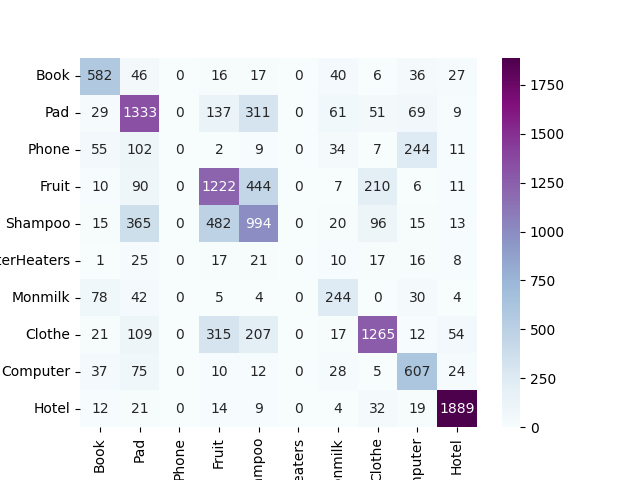 Book 582 46 0 16 17 0 40 6 36 27
Pad 29 1333 0 137 311 0 61 51 69 9
Phone 55 102 0 2 9 0 34 7 244 11
Fruit 10 90 0 1222 444 0 7 210 6 11
Shampoo 15 365 0 482 994 0 20 96 15 13
terHeaters 1 25 0 17 21 0 10 17 16 8
Monmilk 78 42 0 5 4 0 244 0 30 4
Clothe 21 109 0 315 207 0 17 1265 12 54
Computer 37 75 0 10 12 0 28 5 607 24
Hotel 12 21 0 14 9 0 4 32 19 1889
Book Pad Phone Fruit ampoo eaters onmilk Clothe mputer Hotel
1750
1500
1250
1000
750
500
250
0